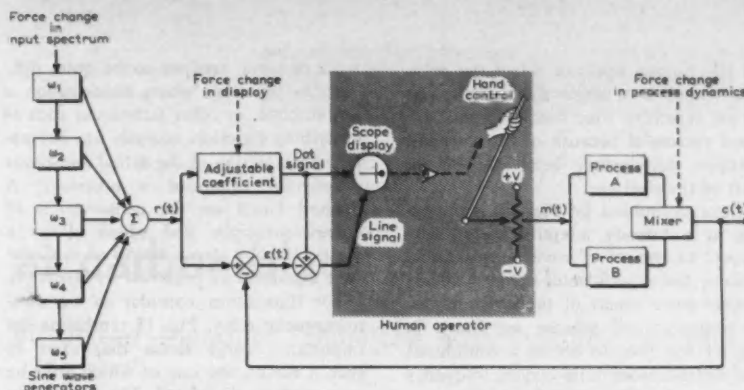 Force change
in
input spectrum
ω₁
ω₂
ω₃
ω₄
ω₅
Sine wave
generators
Σ
r(t)
Force change
in display
Adjustable
coefficient
Dot
signal
ε(t)
Line
signal
Scope
display
Hand
control
+V
-V
Human operator
m(t)
Force change
in process dynamics
Process
A
Process
B
Mixer
c(t)